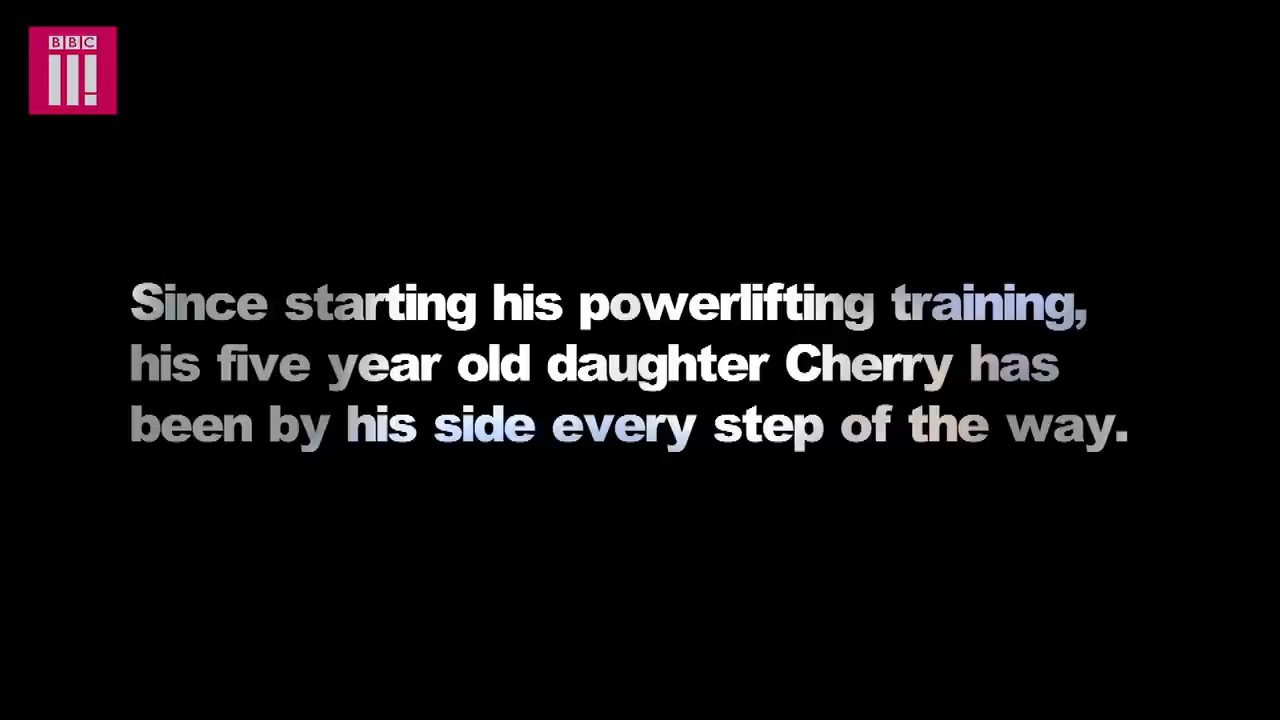 BBC
III!
Since starting his powerlifting training,
his five year old daughter Cherry has
been by his side every step of the way.